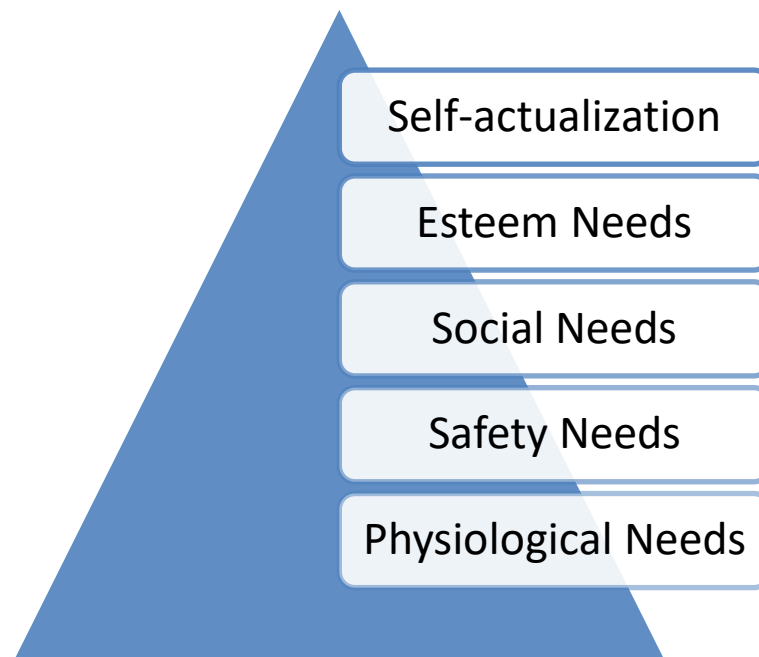 Self-actualization
Esteem Needs
Social Needs
Safety Needs
Physiological Needs